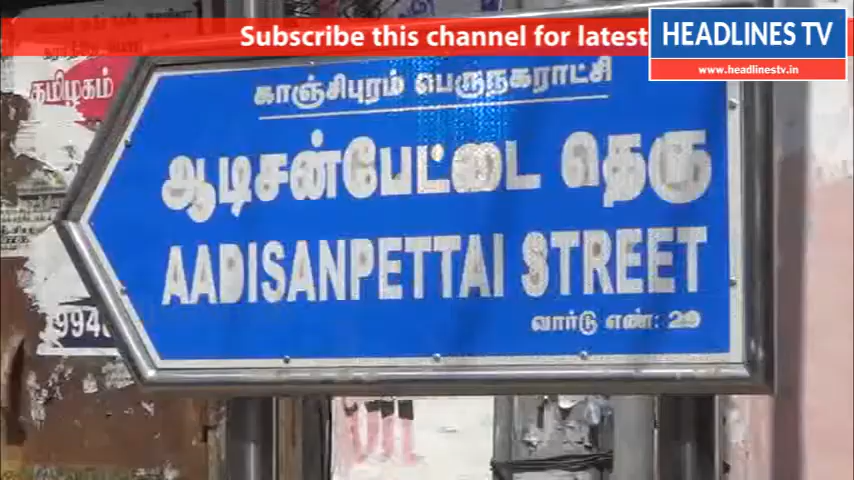 Subscribe this channel for latest
HEADLINES TV
www.headlinestv.in
தமிழகம்
காஞ்சிபுரம் பெருநகராட்சி
ஆடிசன்பேட்டை தெரு
AADISANPETTAI STREET
வார்டு எண்: 29
9943